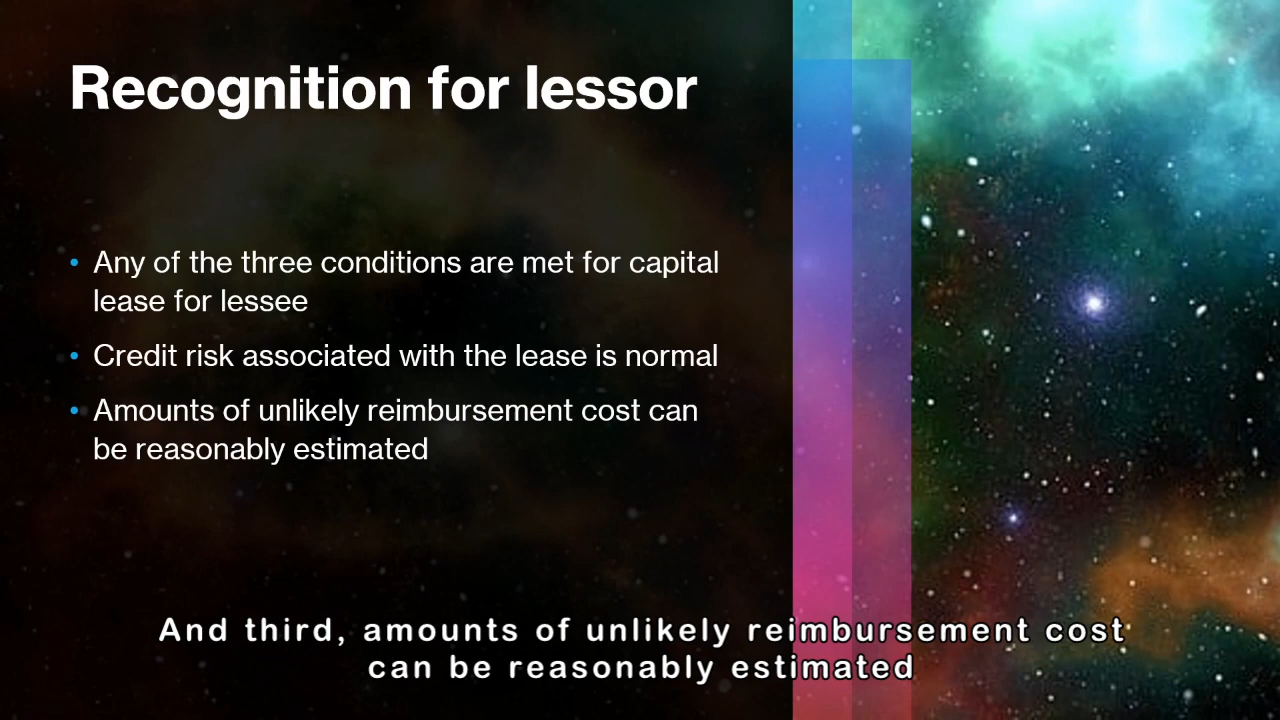 Recognition for lessor
• Any of the three conditions are met for capital
lease for lessee
• Credit risk associated with the lease is normal
• Amounts of unlikely reimbursement cost can
be reasonably estimated
And third, amounts of unlikely reimbursement cost
can be reasonably estimated